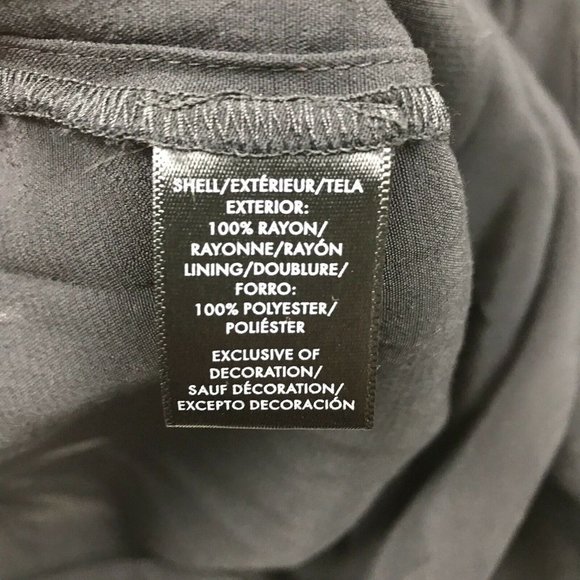 SHELL/EXTÉRIEUR/TELA
EXTERIOR:
100% RAYON/
RAYONNE/RAYÓN
LINING/DOUBLURE/
FORRO:
100% POLYESTER/
POLIÉSTER
EXCLUSIVE OF
DECORATION/
SAUF DÉCORATION/
EXCEPTO DECORACIÓN